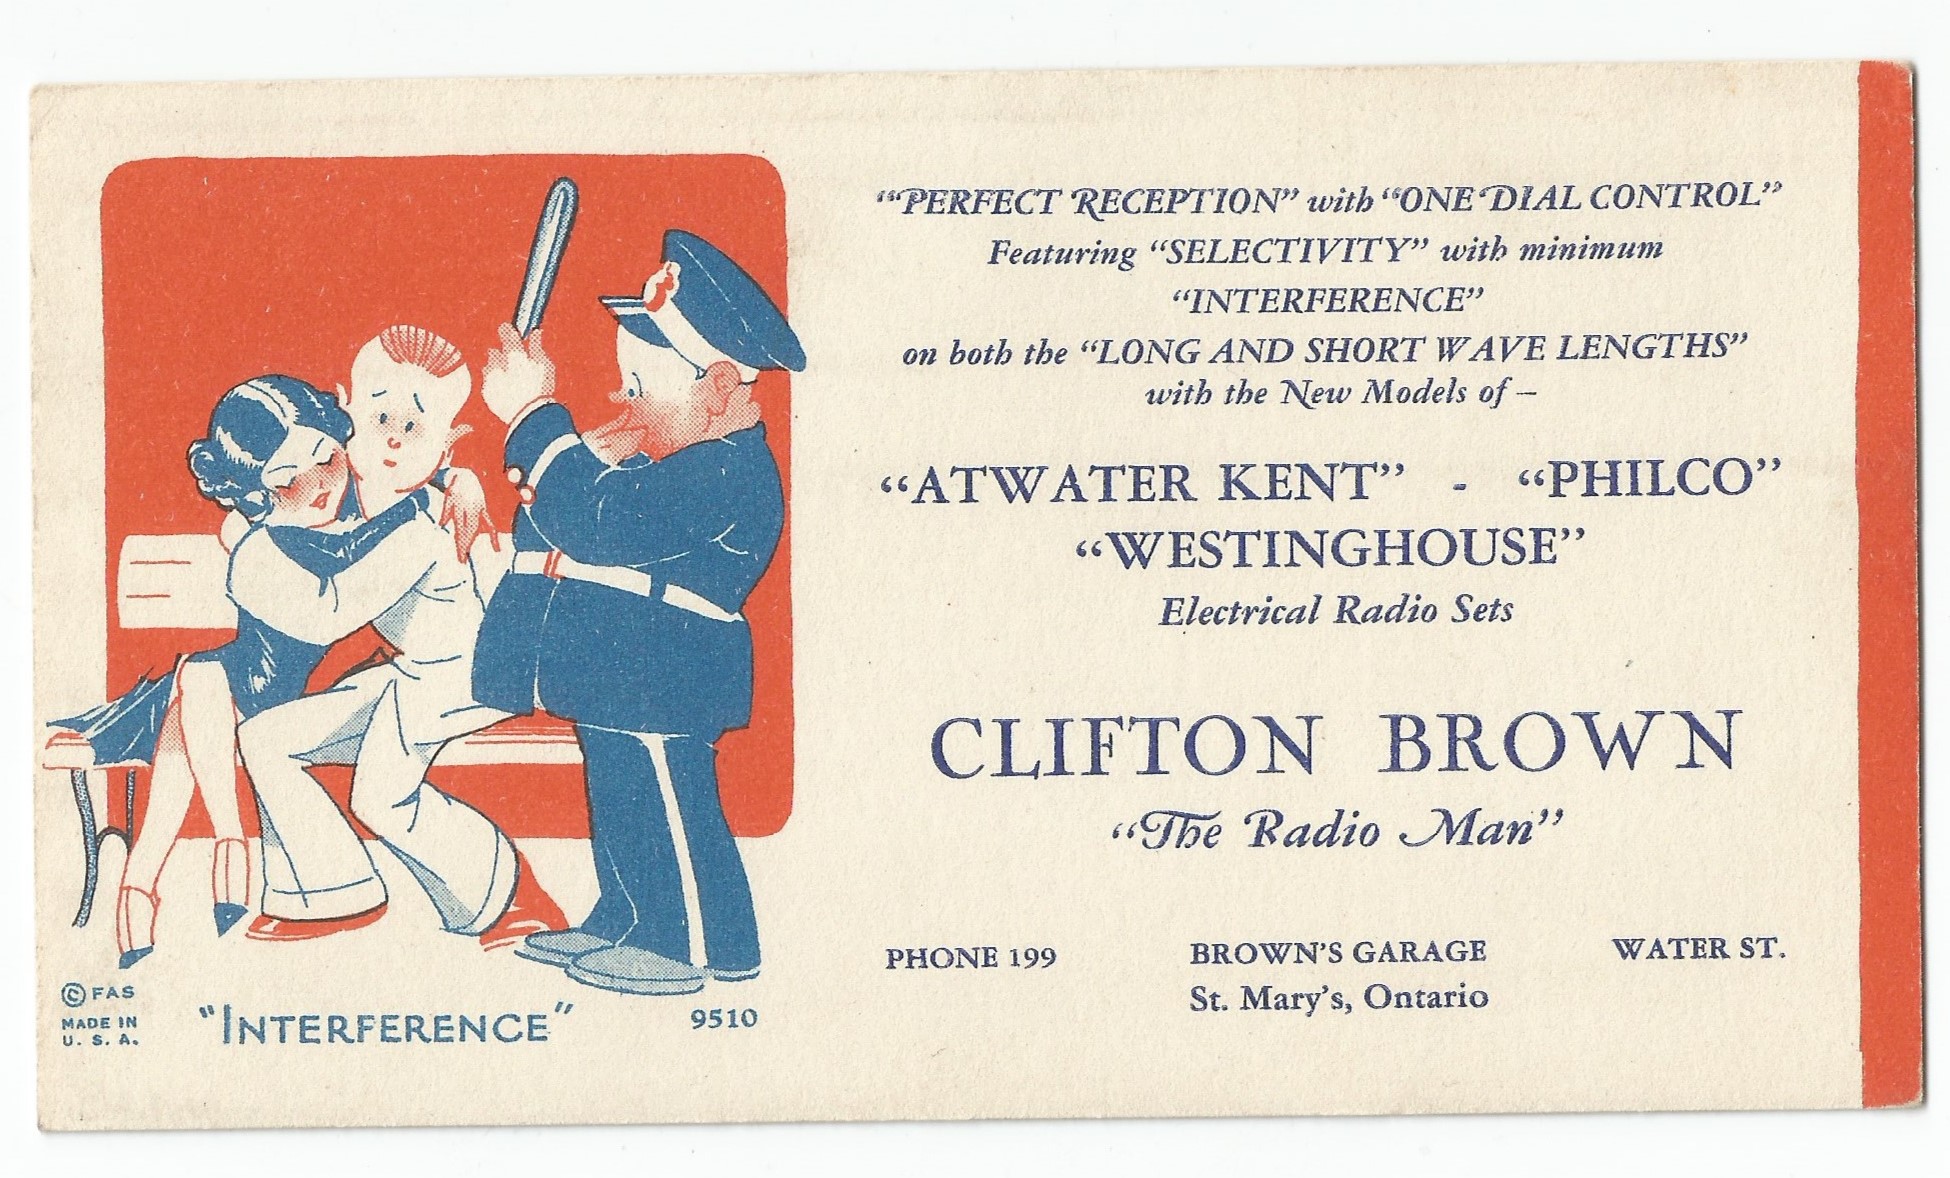 © FAS
MADE IN
U. S. A.
"INTERFERENCE"
9510
"PERFECT RECEPTION" with "ONE DIAL CONTROL"
Featuring "SELECTIVITY" with minimum
"INTERFERENCE"
on both the "LONG AND SHORT WAVE LENGTHS"
with the New Models of –
"ATWATER KENT" - "PHILCO"
"WESTINGHOUSE"
Electrical Radio Sets
CLIFTON BROWN
"The Radio Man"
PHONE 199 BROWN'S GARAGE WATER ST.
St. Mary's, Ontario